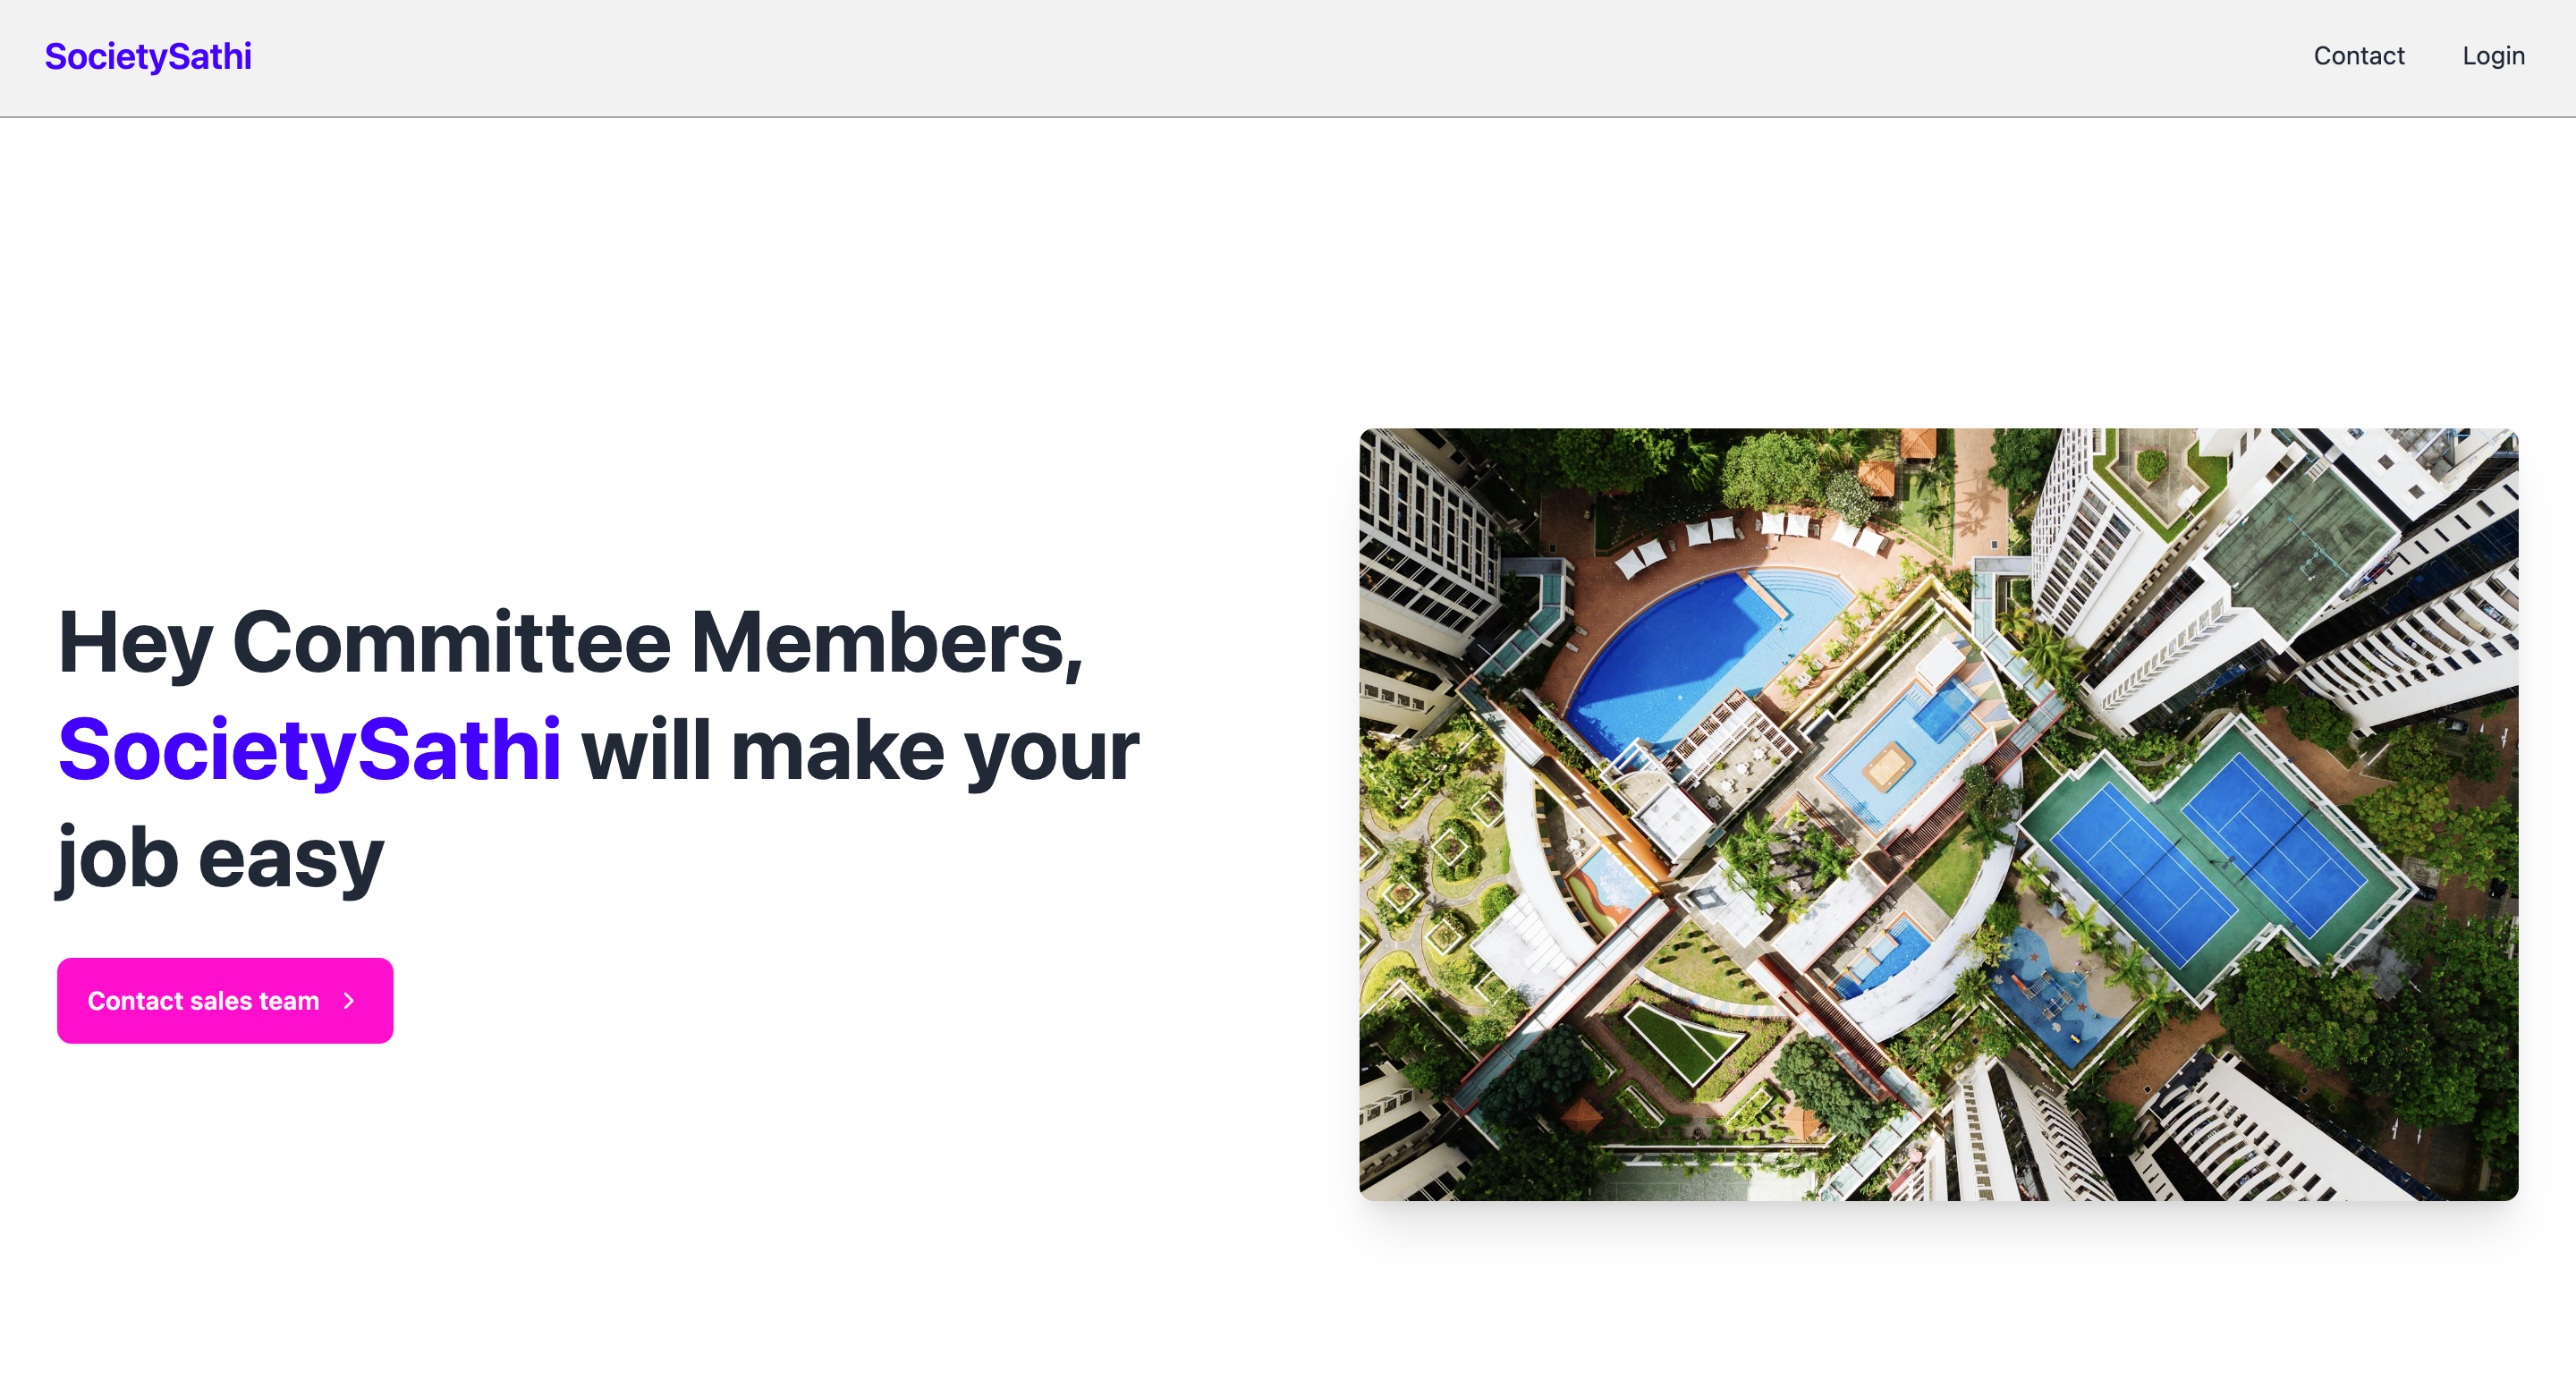 SocietySathi
Contact
Login
Hey Committee Members,
SocietySathi will make your
job easy
Contact sales team